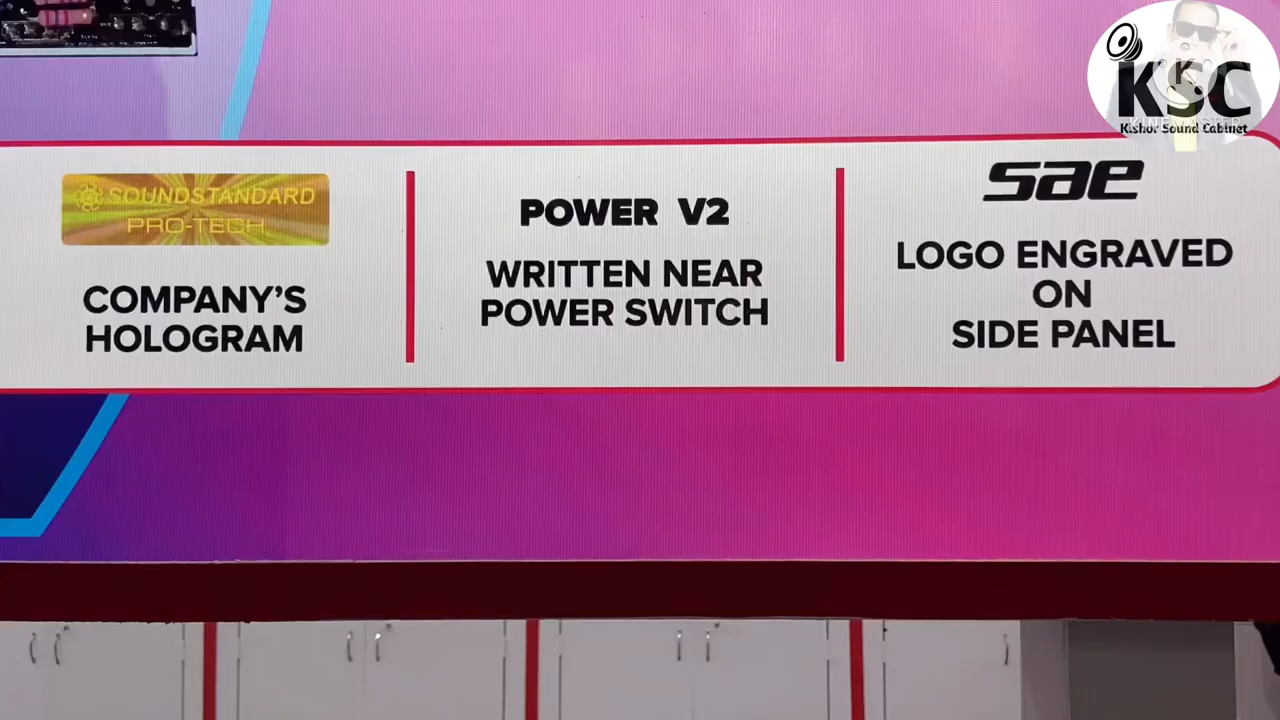 KSC
Kishor Sound Cabinet
KINEMASTER
SOUNDSTANDARD
PRO-TECH
COMPANY'S
HOLOGRAM
POWER V2
WRITTEN NEAR
POWER SWITCH
sae
LOGO ENGRAVED
ON
SIDE PANEL